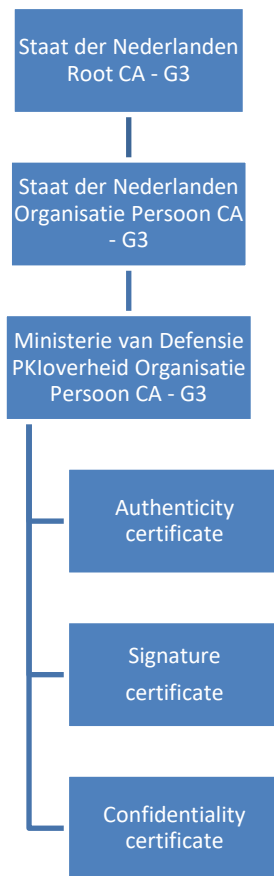 Staat der Nederlanden
Root CA - G3
Staat der Nederlanden
Organisatie Persoon CA
- G3
Ministerie van Defensie
PKIoverheid Organisatie
Persoon CA - G3
Authenticity
certificate
Signature
certificate
Confidentiality
certificate